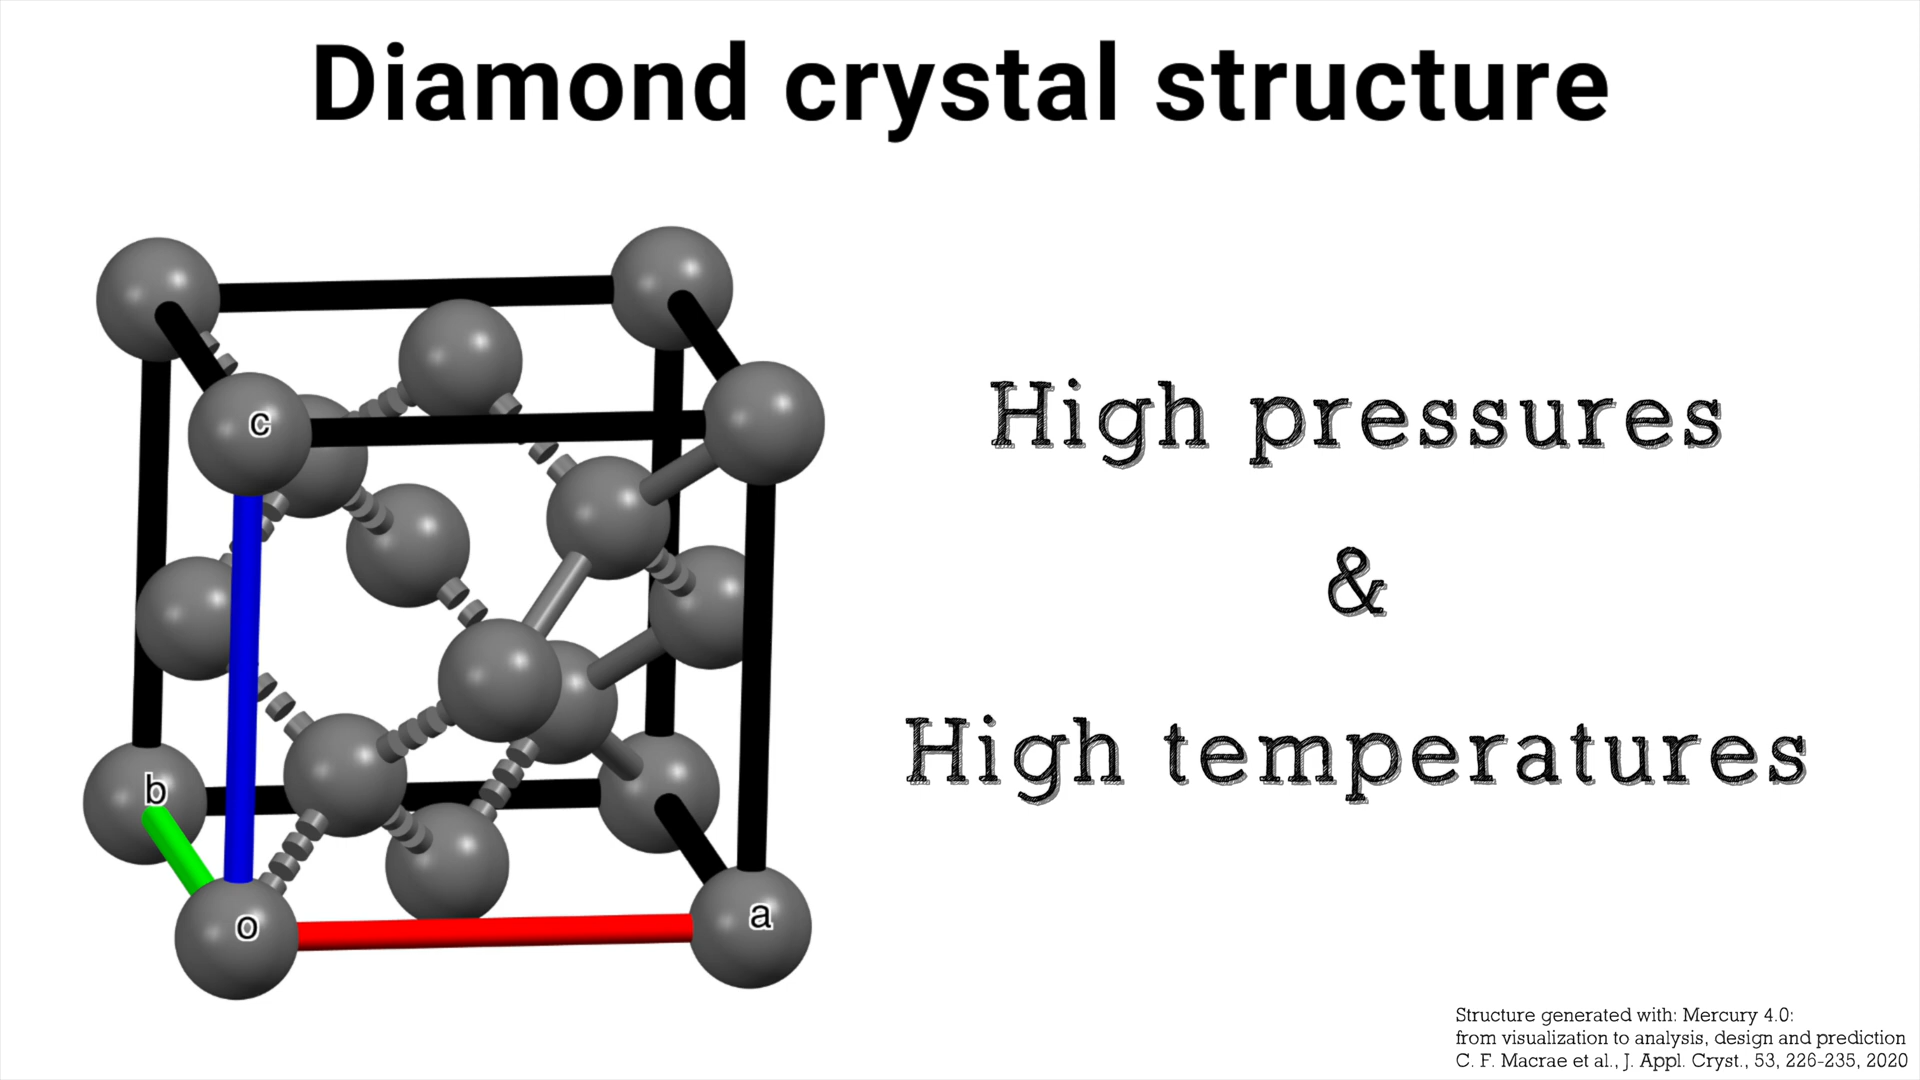 Diamond crystal structure
c
b
o
a
High pressures
&
High temperatures
Structure generated with: Mercury 4.0:
from visualization to analysis, design and prediction
C. F. Macrae et al., J. Appl. Cryst., 53, 226-235, 2020